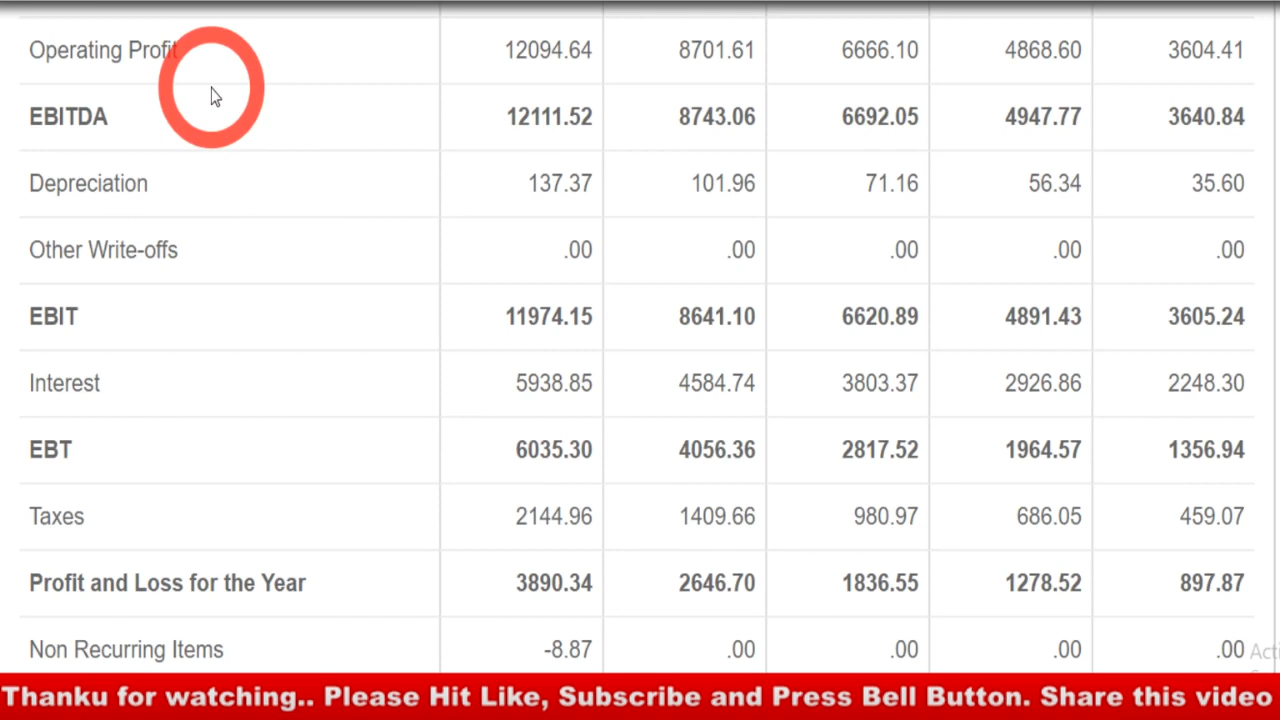 Operating Profit 12094.64 8701.61 6666.10 4868.60 3604.41
EBITDA 12111.52 8743.06 6692.05 4947.77 3640.84
Depreciation 137.37 101.96 71.16 56.34 35.60
Other Write-offs .00 .00 .00 .00 .00
EBIT 11974.15 8641.10 6620.89 4891.43 3605.24
Interest 5938.85 4584.74 3803.37 2926.86 2248.30
EBT 6035.30 4056.36 2817.52 1964.57 1356.94
Taxes 2144.96 1409.66 980.97 686.05 459.07
Profit and Loss for the Year 3890.34 2646.70 1836.55 1278.52 897.87
Non Recurring Items -8.87 .00 .00 .00 .00
Thanku for watching.. Please Hit Like, Subscribe and Press Bell Button. Share this video